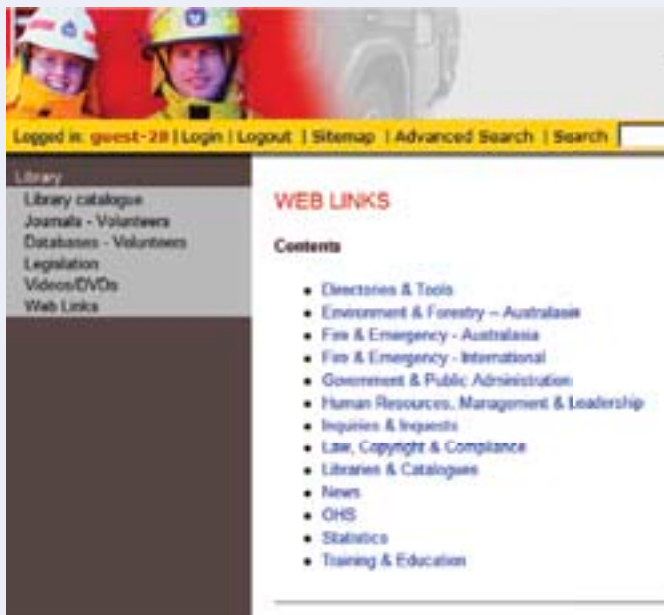 Logged in: guest-28 | Login | Logout | Sitemap | Advanced Search | Search
Library
Library catalogue
Journals - Volunteers
Databases - Volunteers
Legislation
Videos/DVDs
Web Links
WEB LINKS
Contents
• Directories & Tools
• Environment & Forestry – Australasia
• Fire & Emergency - Australasia
• Fire & Emergency - International
• Government & Public Administration
• Human Resources, Management & Leadership
• Inquiries & Inquests
• Law, Copyright & Compliance
• Libraries & Catalogues
• News
• OHS
• Statistics
• Training & Education